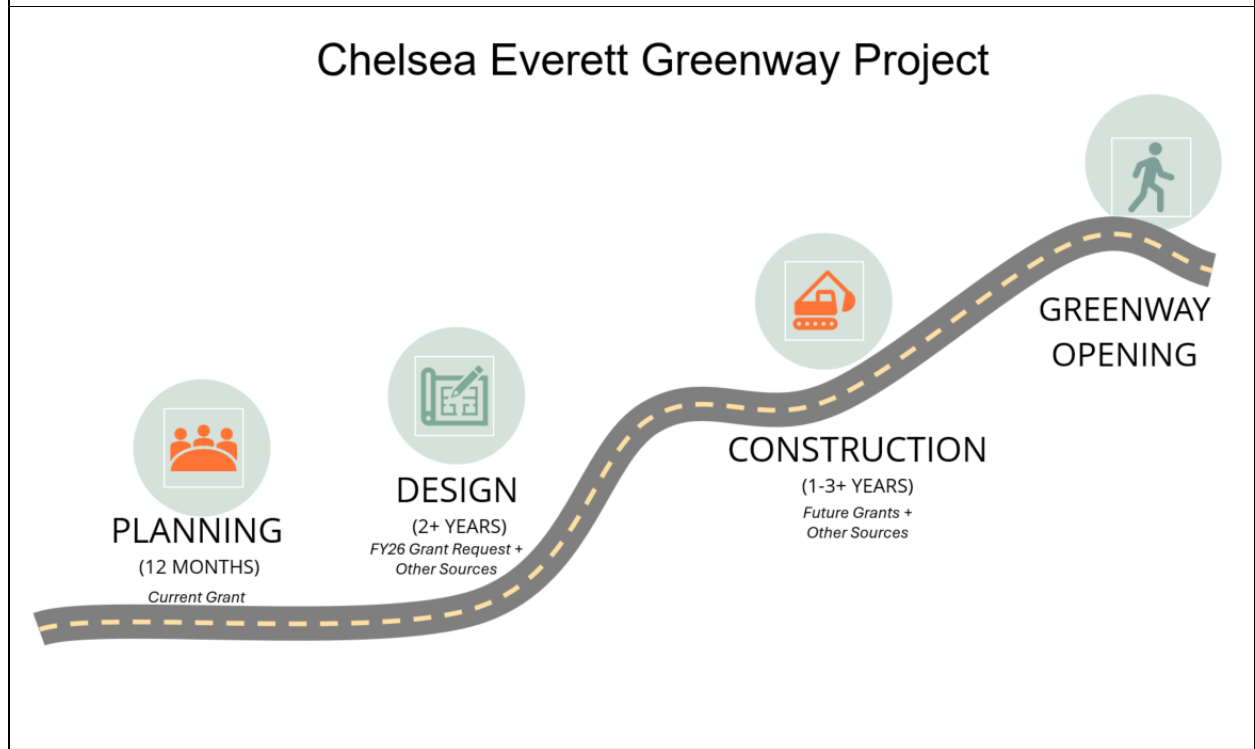 Chelsea Everett Greenway Project
PLANNING
(12 MONTHS)
Current Grant
DESIGN
(2+ YEARS)
FY26 Grant Request +
Other Sources
CONSTRUCTION
(1-3+ YEARS)
Future Grants +
Other Sources
GREENWAY
OPENING